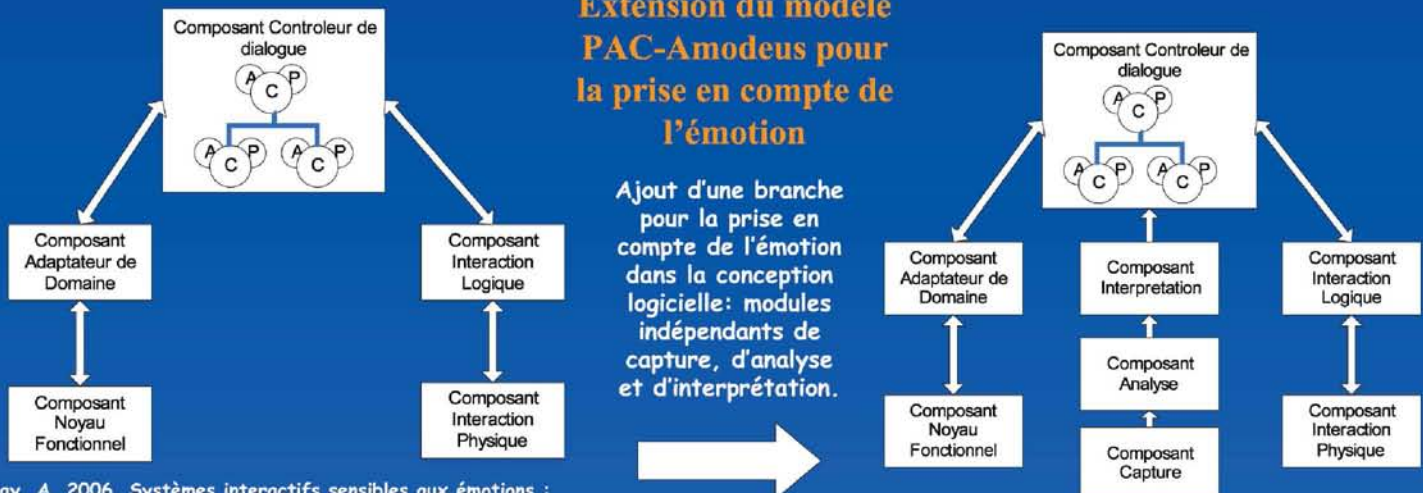 Extension du modèle
PAC-Amodeus pour
la prise en compte de
l'émotion
Composant Controleur de
dialogue
A
P
C
A
P
C
A
P
C
Composant
Adaptateur de
Domaine
Composant
Interaction
Logique
Composant
Noyau
Fonctionnel
Composant
Interaction
Physique
Ajout d'une branche
pour la prise en
compte de l'émotion
dans la conception
logicielle: modules
indépendants de
capture, d'analyse
et d'interprétation.
Composant Controleur de
dialogue
A
P
C
A
P
C
A
P
C
Composant
Adaptateur de
Domaine
Composant
Interpretation
Composant
Interaction
Logique
Composant
Analyse
Composant
Noyau
Fonctionnel
Composant
Capture
Composant
Interaction
Physique
A. 2006. Systèmes interactifs sensibles aux émotions :